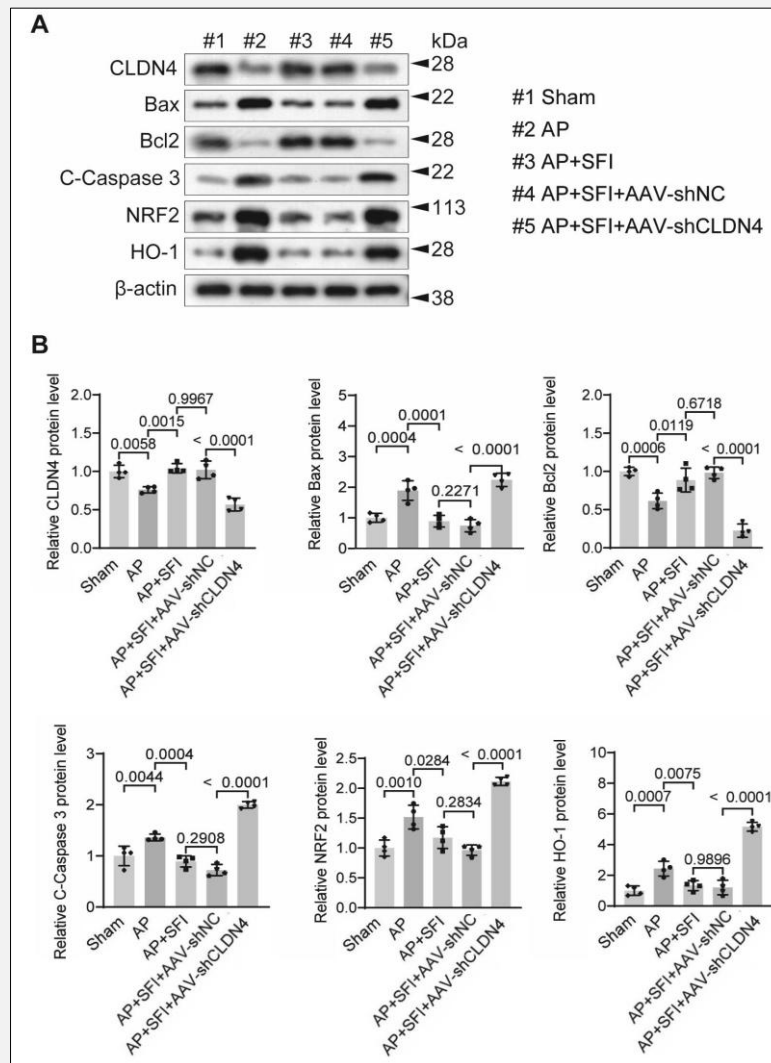 A
#1 #2 #3 #4 #5 kDa
CLDN4 28
Bax 22
Bcl2 28
C-Caspase 3 22
NRF2 113
HO-1 28
β-actin 38
#1 Sham
#2 AP
#3 AP+SFI
#4 AP+SFI+AAV-shNC
#5 AP+SFI+AAV-shCLDN4
B
Relative CLDN4 protein level
2.0
1.5
1.0
0.5
0.0
0.0058
0.0015
0.9967
< 0.0001
Sham
AP
AP+SFI
AP+SFI+AAV-shNC
AP+SFI+AAV-shCLDN4
Relative Bax protein level
5
4
3
2
1
0
0.0004
0.0001
0.2271
< 0.0001
Sham
AP
AP+SFI
AP+SFI+AAV-shNC
AP+SFI+AAV-shCLDN4
Relative Bcl2 protein level
2.0
1.5
1.0
0.5
0.0
0.0006
0.0119
0.6718
< 0.0001
Sham
AP
AP+SFI
AP+SFI+AAV-shNC
AP+SFI+AAV-shCLDN4
Relative C-Caspase 3 protein level
3
2
1
0
0.0044
0.0004
0.2908
< 0.0001
Sham
AP
AP+SFI
AP+SFI+AAV-shNC
AP+SFI+AAV-shCLDN4
Relative NRF2 protein level
2.5
2.0
1.5
1.0
0.5
0.0
0.0010
0.0284
0.2834
< 0.0001
Sham
AP
AP+SFI
AP+SFI+AAV-shNC
AP+SFI+AAV-shCLDN4
Relative HO-1 protein level
10
8
6
4
2
0
0.0007
0.0075
0.9896
< 0.0001
Sham
AP
AP+SFI
AP+SFI+AAV-shNC
AP+SFI+AAV-shCLDN4